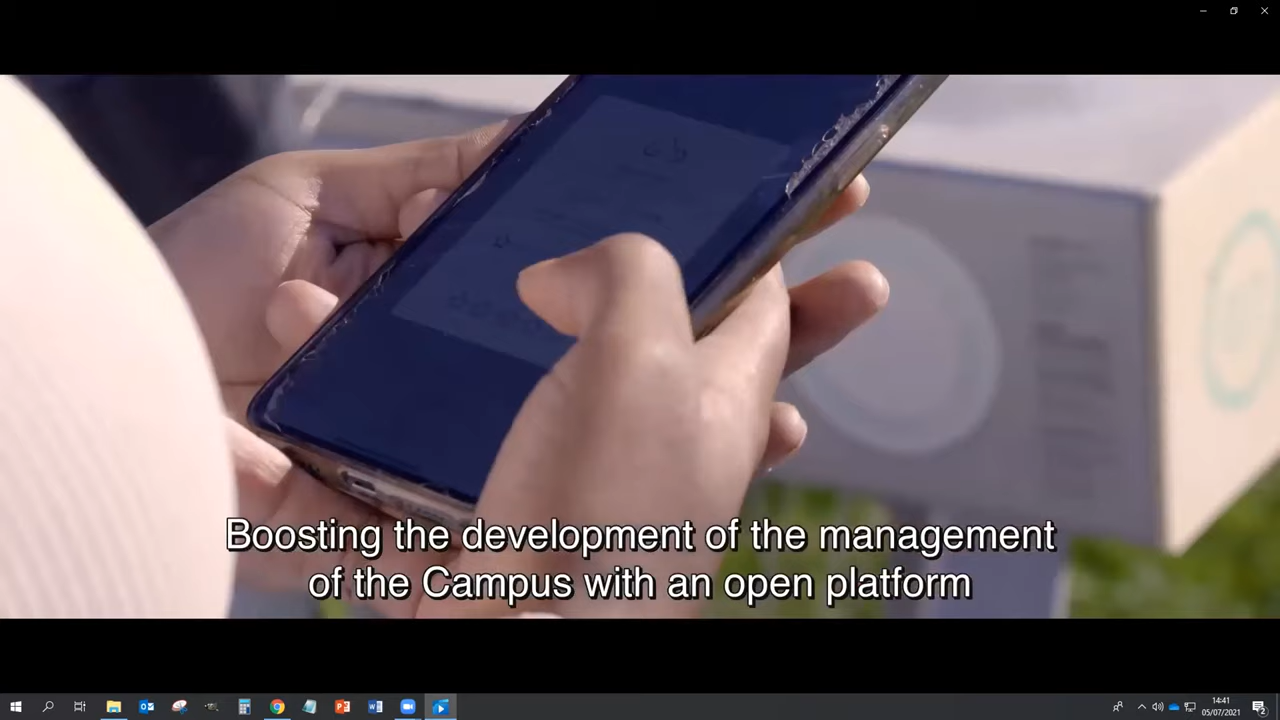 Boosting the development of the management
of the Campus with an open platform
14:41
05/07/2021